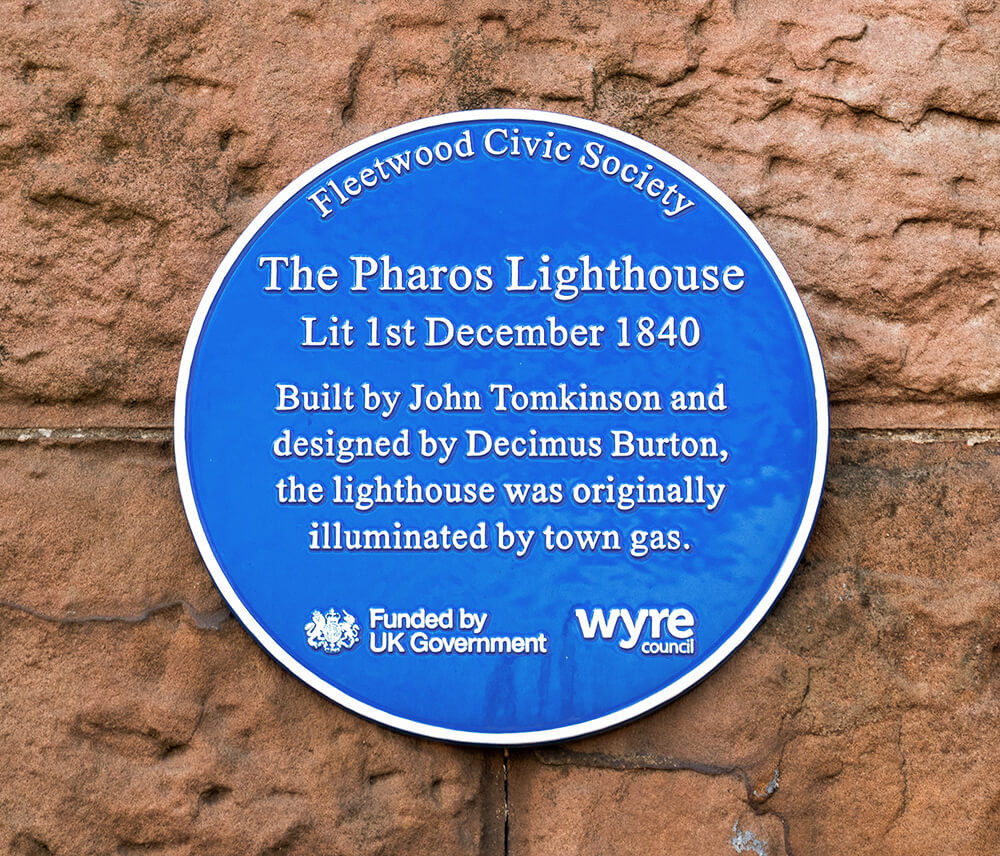 Fleetwood Civic Society
The Pharos Lighthouse
Lit 1st December 1840
Built by John Tomkinson and
designed by Decimus Burton,
the lighthouse was originally
illuminated by town gas.
Funded by
UK Government
wyre
council